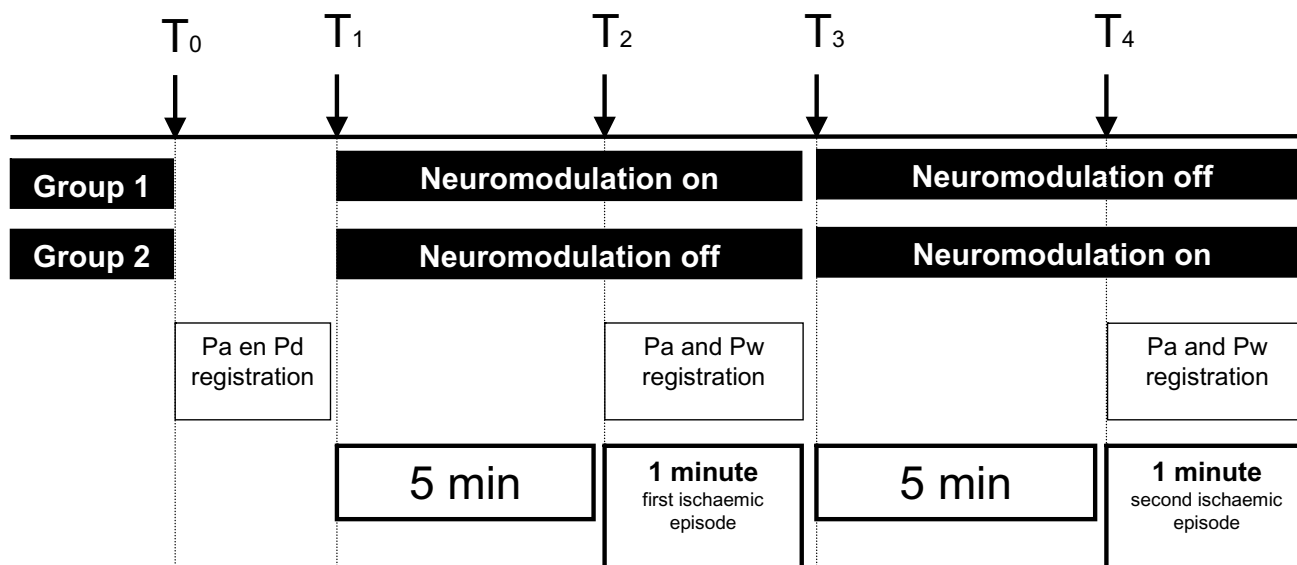 T0 T1 T2 T3 T4
Group 1 Neuromodulation on Neuromodulation off
Group 2 Neuromodulation off Neuromodulation on
Pa en Pd
registration
Pa and Pw
registration
Pa and Pw
registration
5 min
1 minute
first ischaemic
episode
5 min
1 minute
second ischaemic
episode